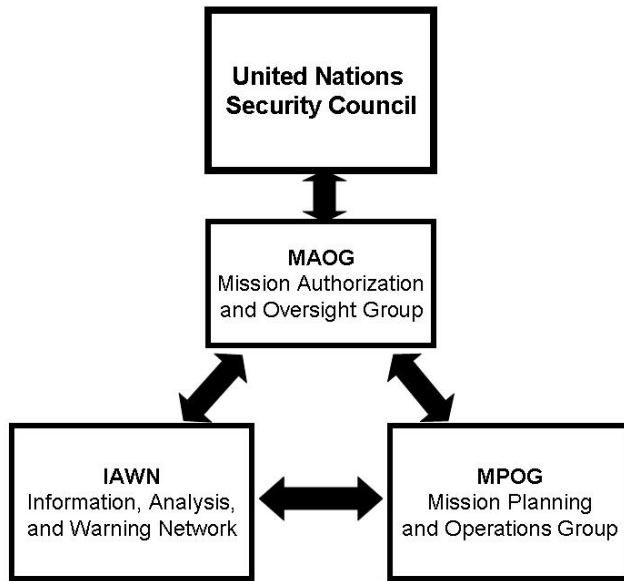 United Nations
Security Council
MAOG
Mission Authorization
and Oversight Group
IAWN
Information, Analysis,
and Warning Network
MPOG
Mission Planning
and Operations Group